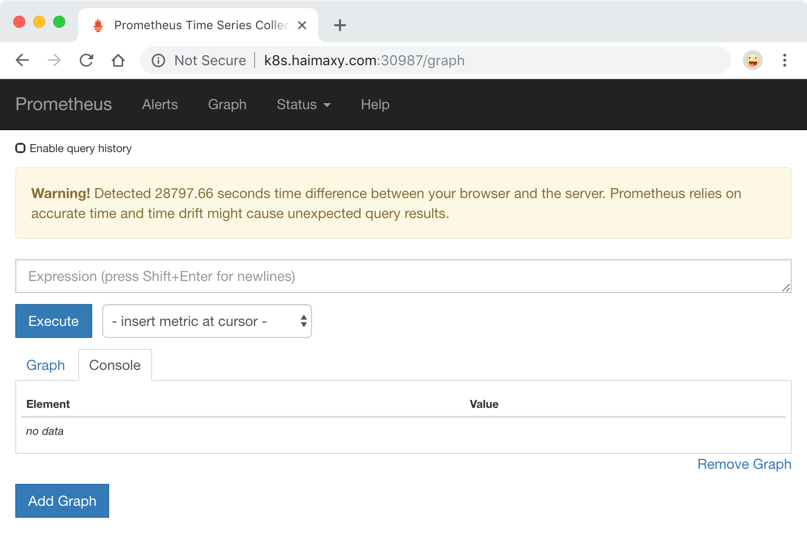 Prometheus Time Series Collec
Not Secure | k8s.haimaxy.com:30987/graph
Prometheus Alerts Graph Status Help
Enable query history
Warning! Detected 28797.66 seconds time difference between your browser and the server. Prometheus relies on
accurate time and time drift might cause unexpected query results.
Expression (press Shift+Enter for newlines)
Execute - insert metric at cursor -
Graph Console
Element Value
no data
Remove Graph
Add Graph